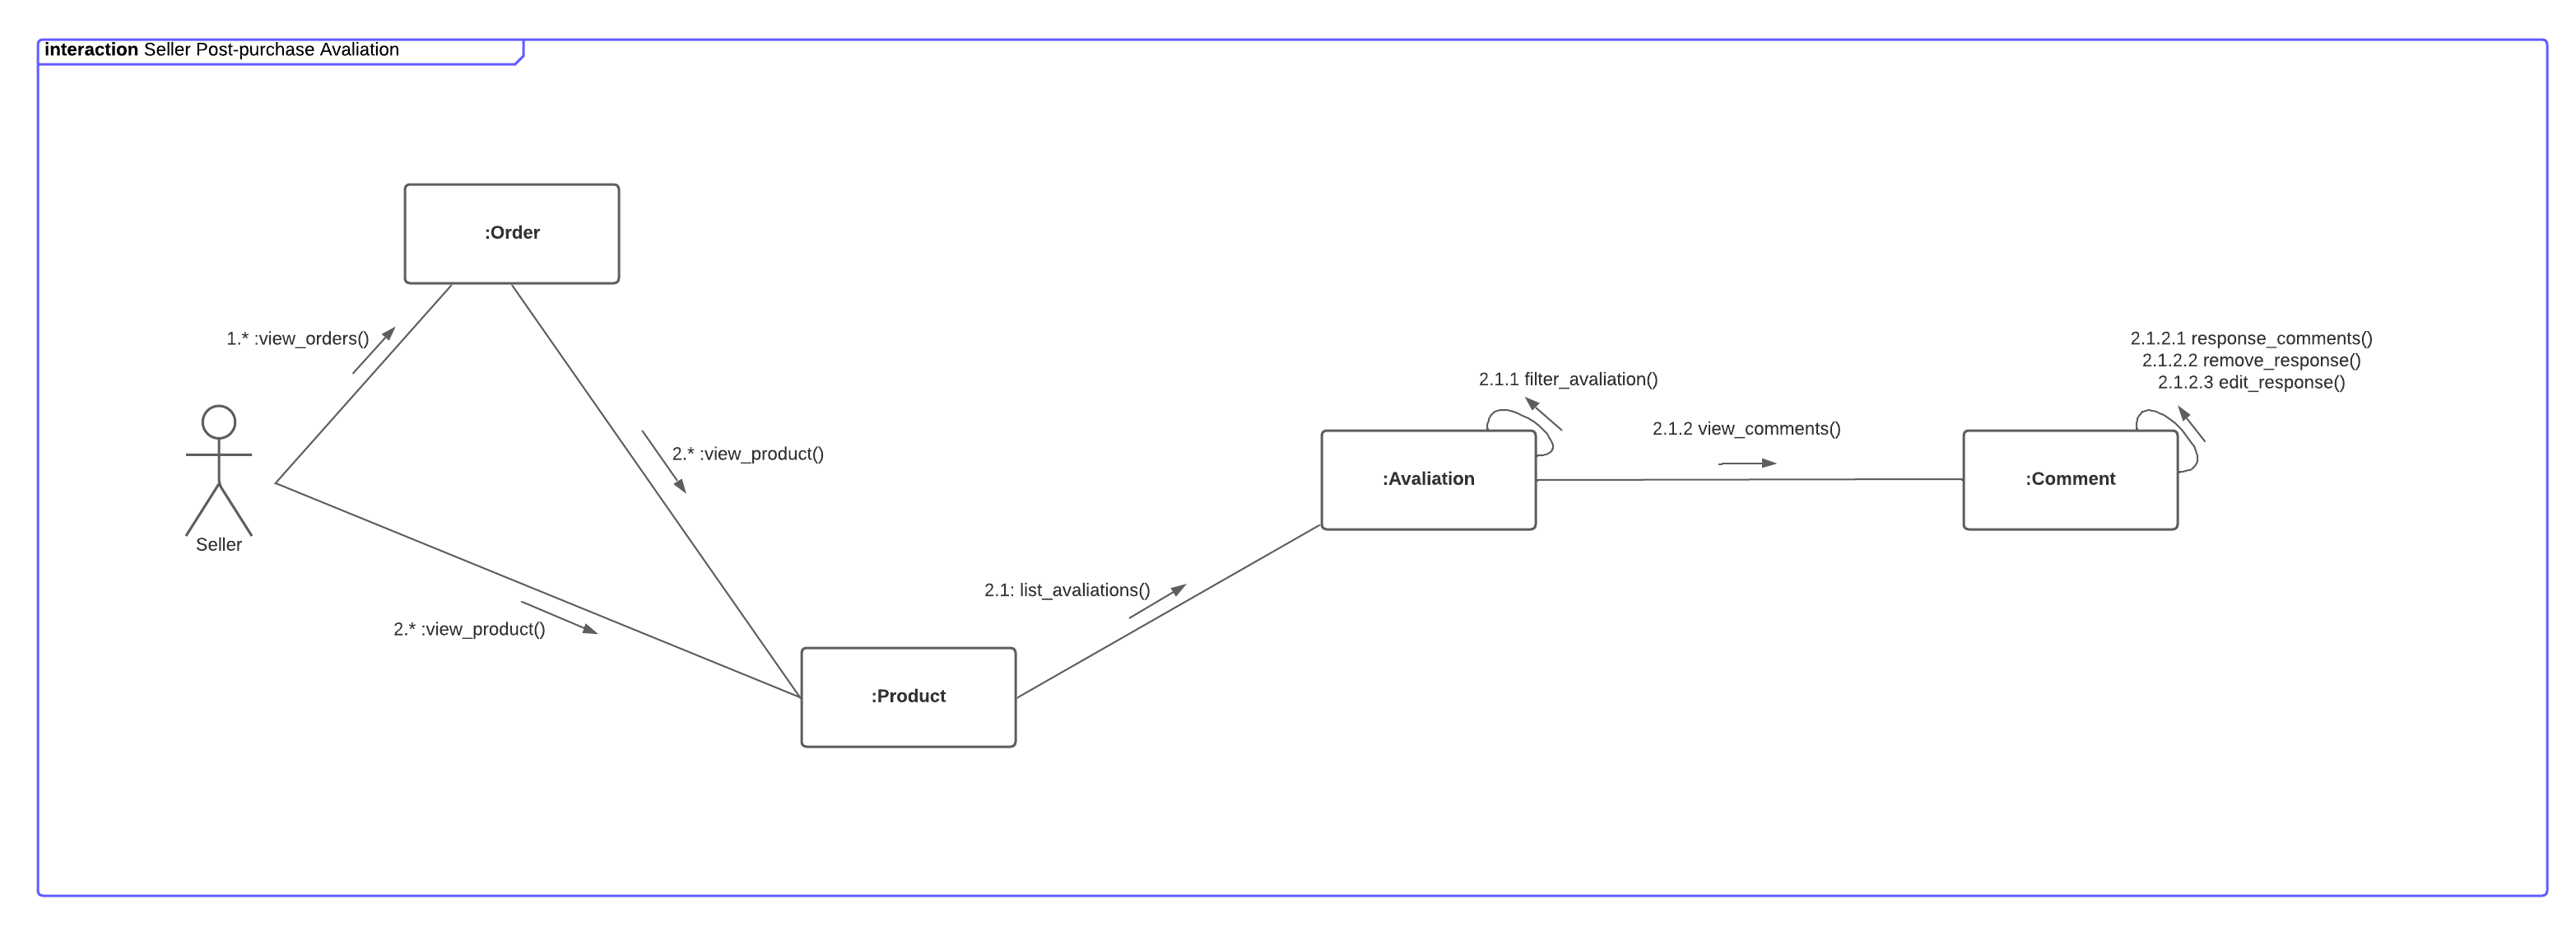 interaction Seller Post-purchase Avaliation
:Order
1.* :view_orders()
2.* :view_product()
Seller
2.* :view_product()
:Product
2.1: list_avaliations()
:Avaliation
2.1.1 filter_avaliation()
2.1.2 view_comments()
:Comment
2.1.2.1 response_comments()
2.1.2.2 remove_response()
2.1.2.3 edit_response()